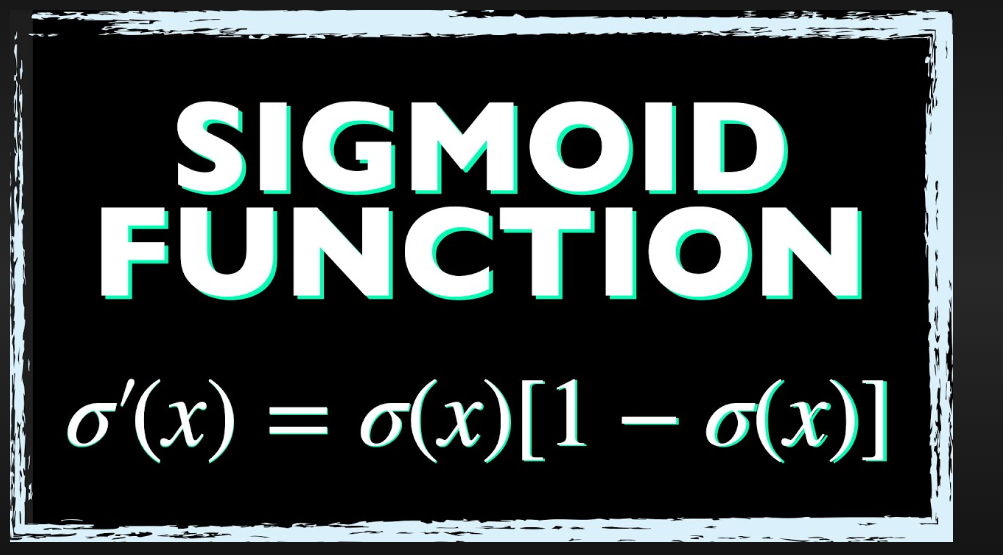 SIGMOID
FUNCTION
σ′(x) = σ(x)[1 − σ(x)]